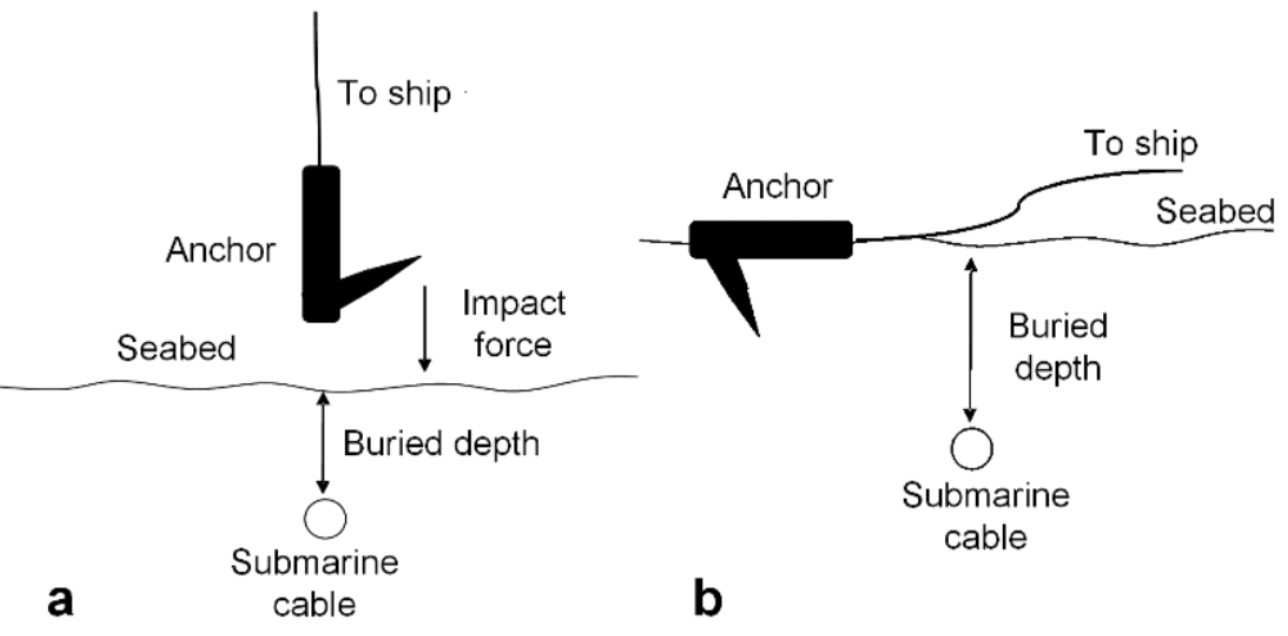 To ship
Anchor
Impact
force
Seabed
Buried depth
Submarine
cable
a
To ship
Anchor
Seabed
Buried
depth
Submarine
cable
b